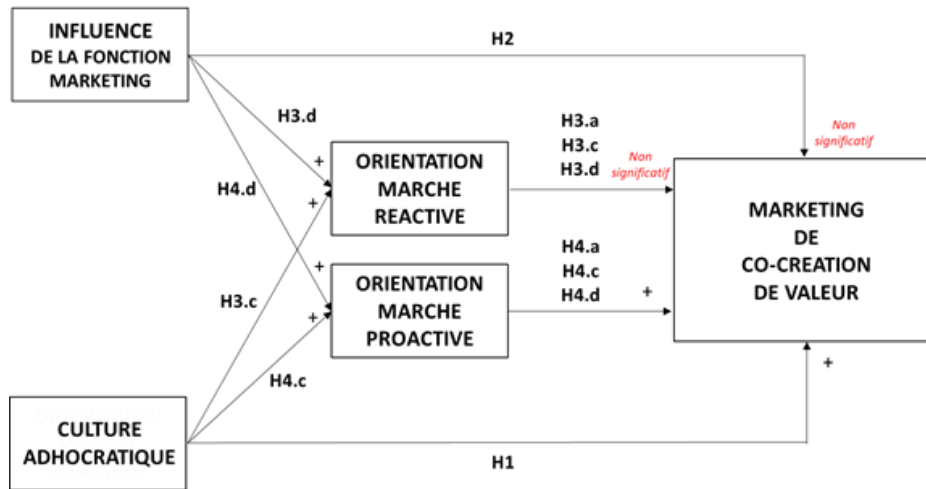 INFLUENCE
DE LA FONCTION
MARKETING
H2
H3.d
H3.a
H3.c
H3.d
Non
significatif
Non
significatif
+
ORIENTATION
MARCHE
REACTIVE
+
H4.d
MARKETING
DE
CO-CREATION
DE VALEUR
H4.a
H4.c
H4.d
+
+
ORIENTATION
MARCHE
PROACTIVE
+
H3.c
H4.c
+
CULTURE
ADHOCRATIQUE
H1